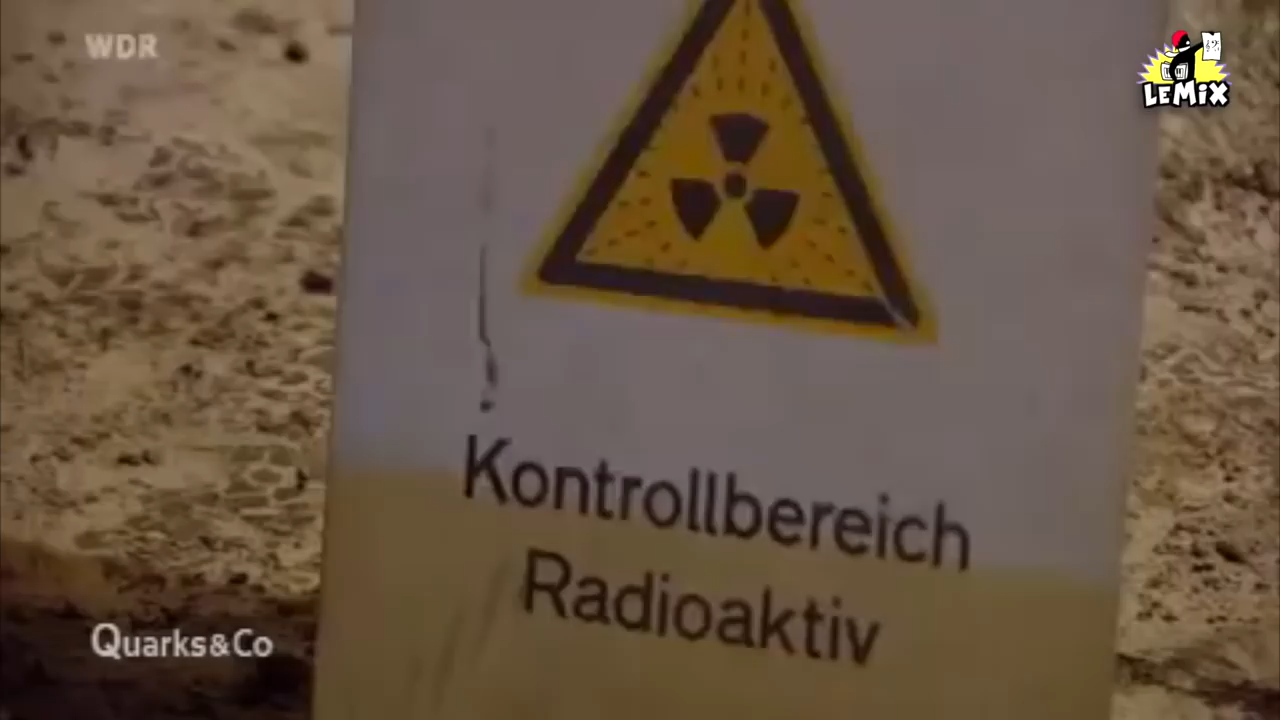 WDR
LEMIX
Kontrollbereich
Radioaktiv
Quarks&Co